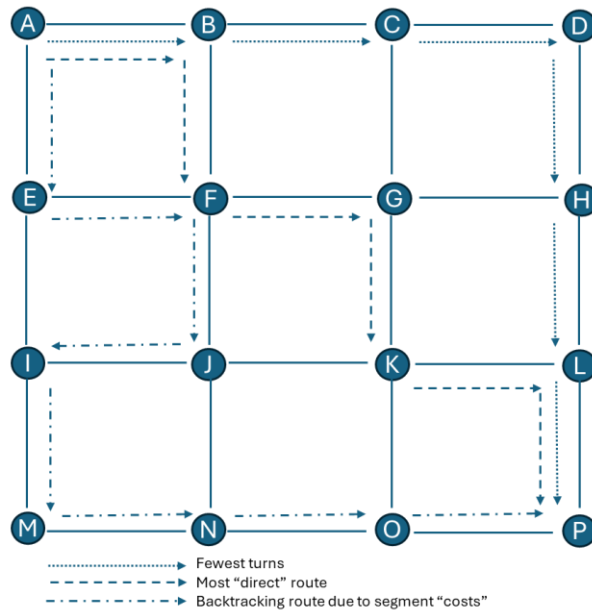 A B C D
E F G H
I J K L
M N O P
Fewest turns
Most “direct” route
Backtracking route due to segment “costs”